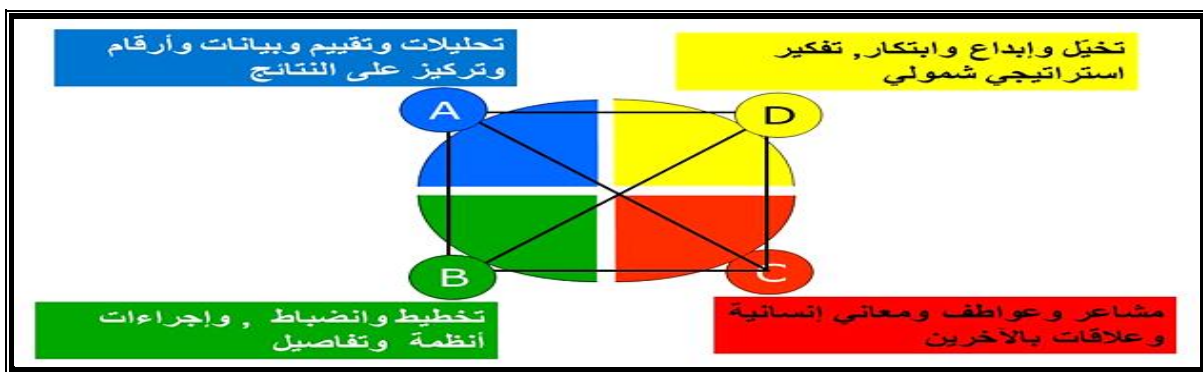 تحليلات وتقييم وبيانات وأرقام
وتركيز على النتائج
تخيّل وإبداع وابتكار, تفكير
استراتيجي شمولي
A
D
B
C
تخطيط وانضباط , وإجراءات
أنظمة وتفاصيل
مشاعر وعواطف ومعاني إنسانية
وعلاقات بالآخرين